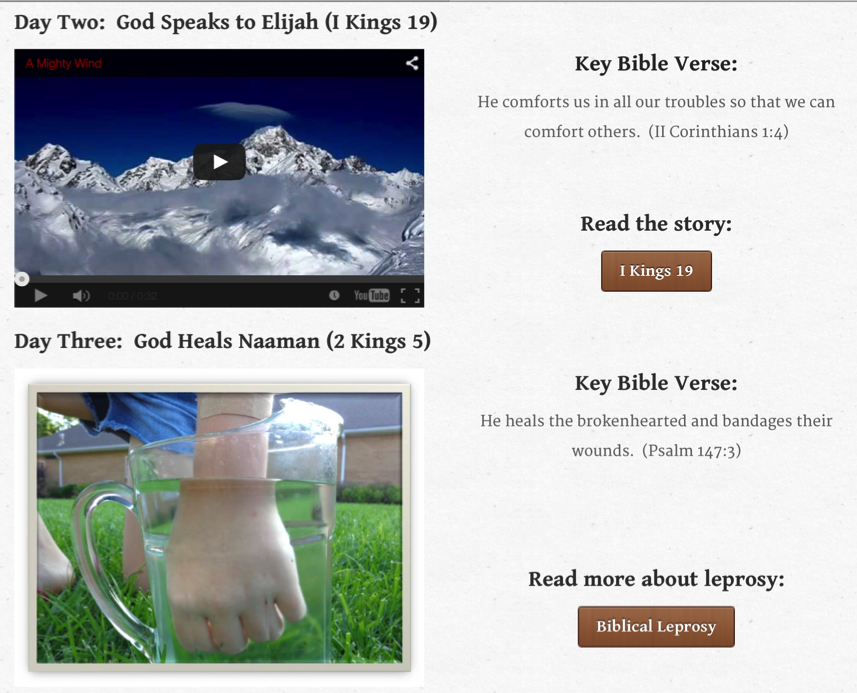 Day Two: God Speaks to Elijah (I Kings 19)
A Mighty Wind
0:00 / 0:32
YouTube
Key Bible Verse:
He comforts us in all our troubles so that we can
comfort others. (II Corinthians 1:4)
Read the story:
I Kings 19
Day Three: God Heals Naaman (2 Kings 5)
Key Bible Verse:
He heals the brokenhearted and bandages their
wounds. (Psalm 147:3)
Read more about leprosy:
Biblical Leprosy